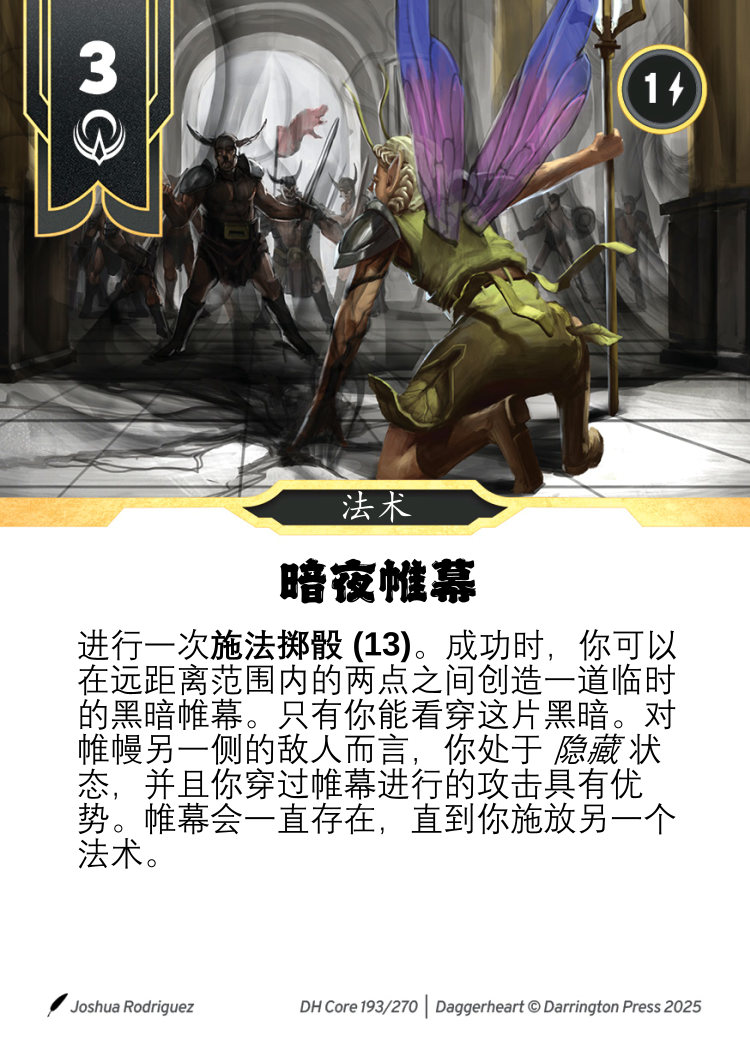 3
1
法术
暗夜帷幕
进行一次施法掷骰 (13)。成功时，你可以
在远距离范围内的两点之间创造一道临时
的黑暗帷幕。只有你能看穿这片黑暗。对
帷幔另一侧的敌人而言，你处于 隐藏 状
态，并且你穿过帷幕进行的攻击具有优
势。帷幕会一直存在，直到你施放另一个
法术。
Joshua Rodriguez
DH Core 193/270 | Daggerheart © Darrington Press 2025